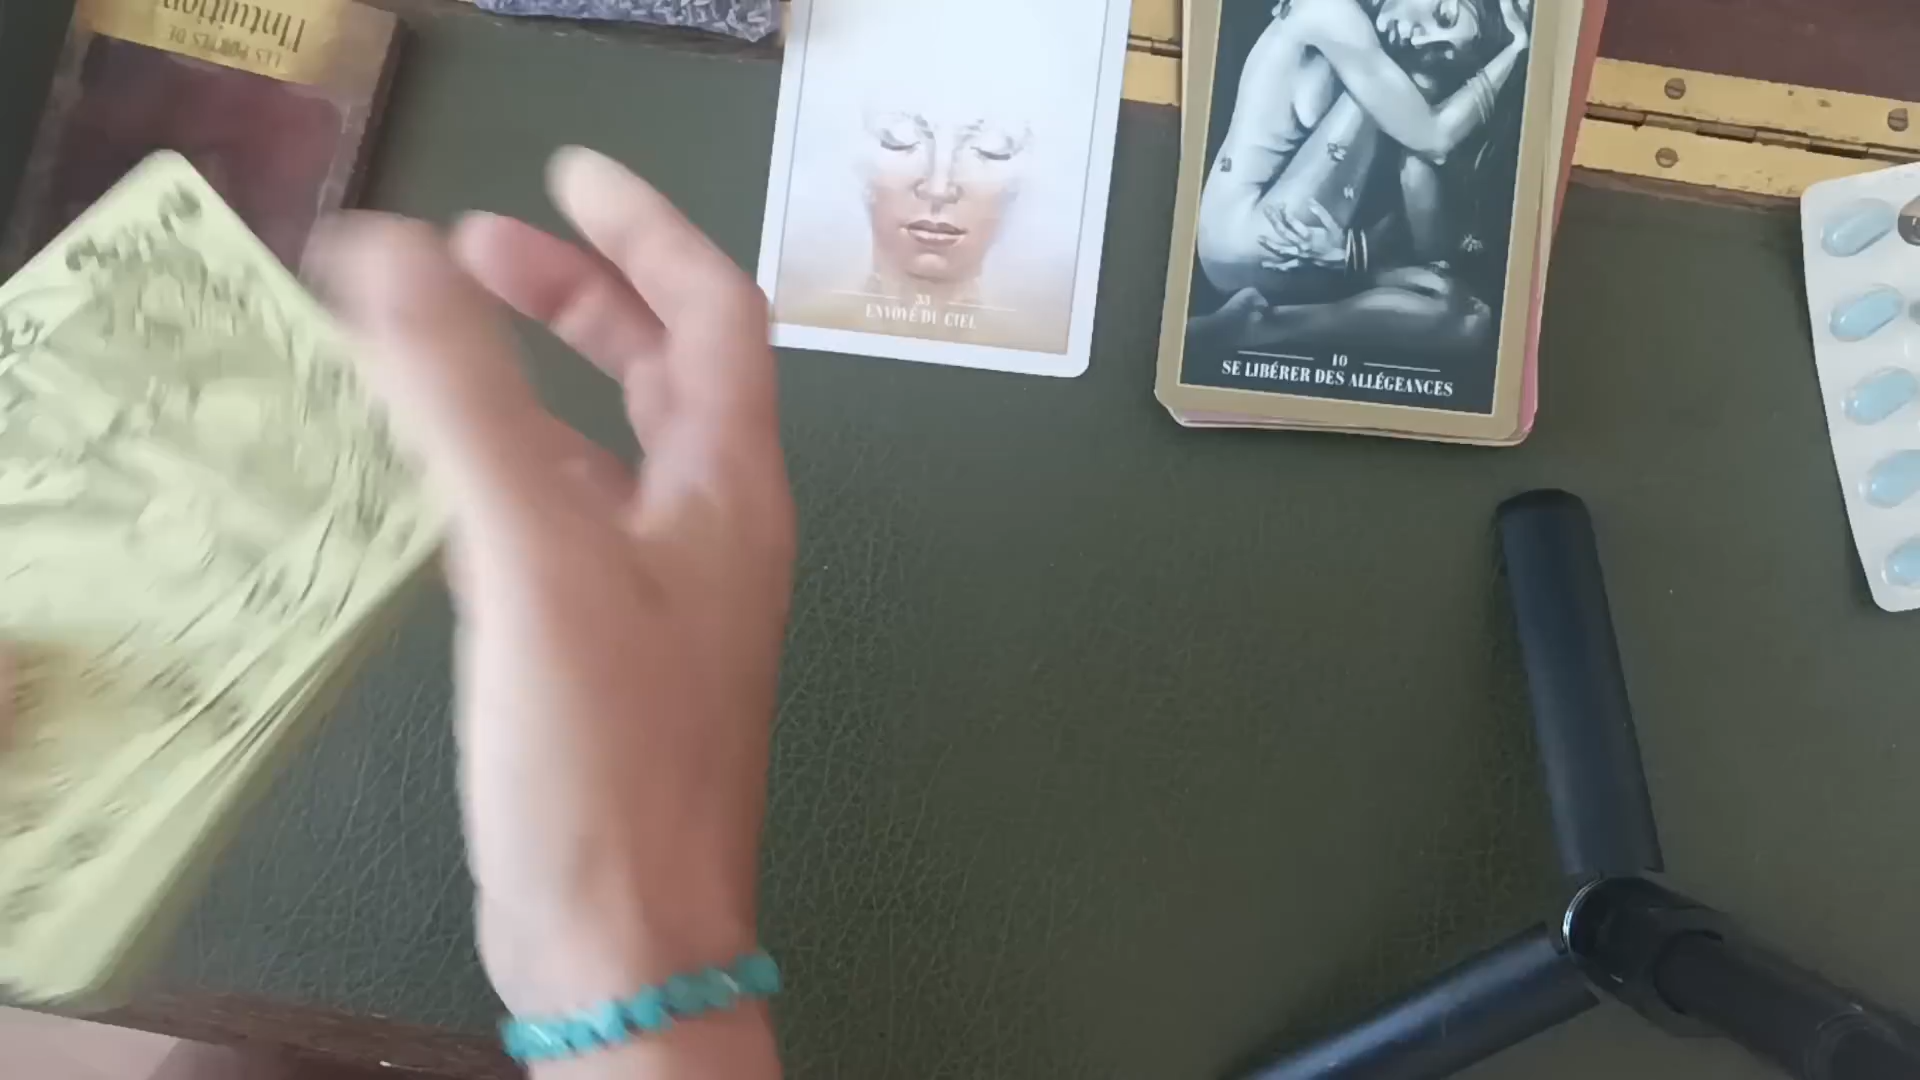 LES PORTES DE
l'Intuition
33
ENVOYÉ DU CIEL
10
SE LIBÉRER DES ALLÉGEANCES